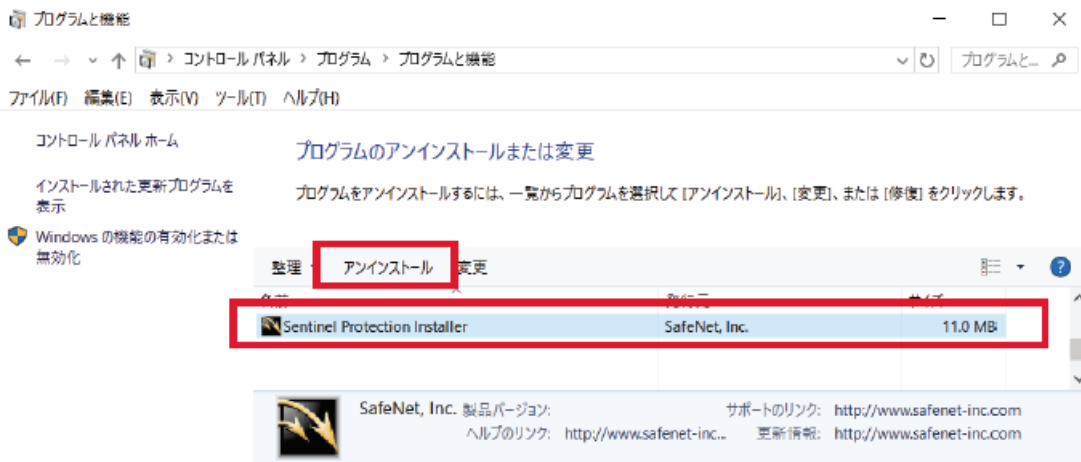 プログラムと機能
コントロール パネル > プログラム > プログラムと機能
プログラムと...
ファイル(F) 編集(E) 表示(V) ツール(T) ヘルプ(H)
コントロール パネル ホーム
インストールされた更新プログラムを
表示
Windows の機能の有効化または
無効化
プログラムのアンインストールまたは変更
プログラムをアンインストールするには、一覧からプログラムを選択して [アンインストール]、[変更]、または [修復] をクリックします。
整理 アンインストール 変更
名前 発行元 サイズ
Sentinel Protection Installer SafeNet, Inc. 11.0 MB
SafeNet, Inc. 製品バージョン: サポートのリンク: http://www.safenet-inc.com
ヘルプのリンク: http://www.safenet-inc... 更新情報: http://www.safenet-inc.com